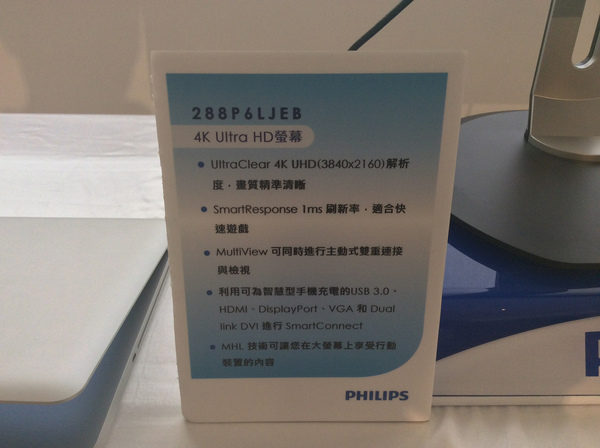 288P6LJEB
4K Ultra HD螢幕
• UltraClear 4K UHD(3840x2160)解析
度，畫質精準清晰
• SmartResponse 1ms 刷新率，適合快
速遊戲
• MultiView 可同時進行主動式雙重連接
與檢視
• 利用可為智慧型手機充電的USB 3.0、
HDMI、DisplayPort、VGA 和 Dual
link DVI 進行 SmartConnect
• MHL 技術可讓您在大螢幕上享受行動
裝置的內容
PHILIPS